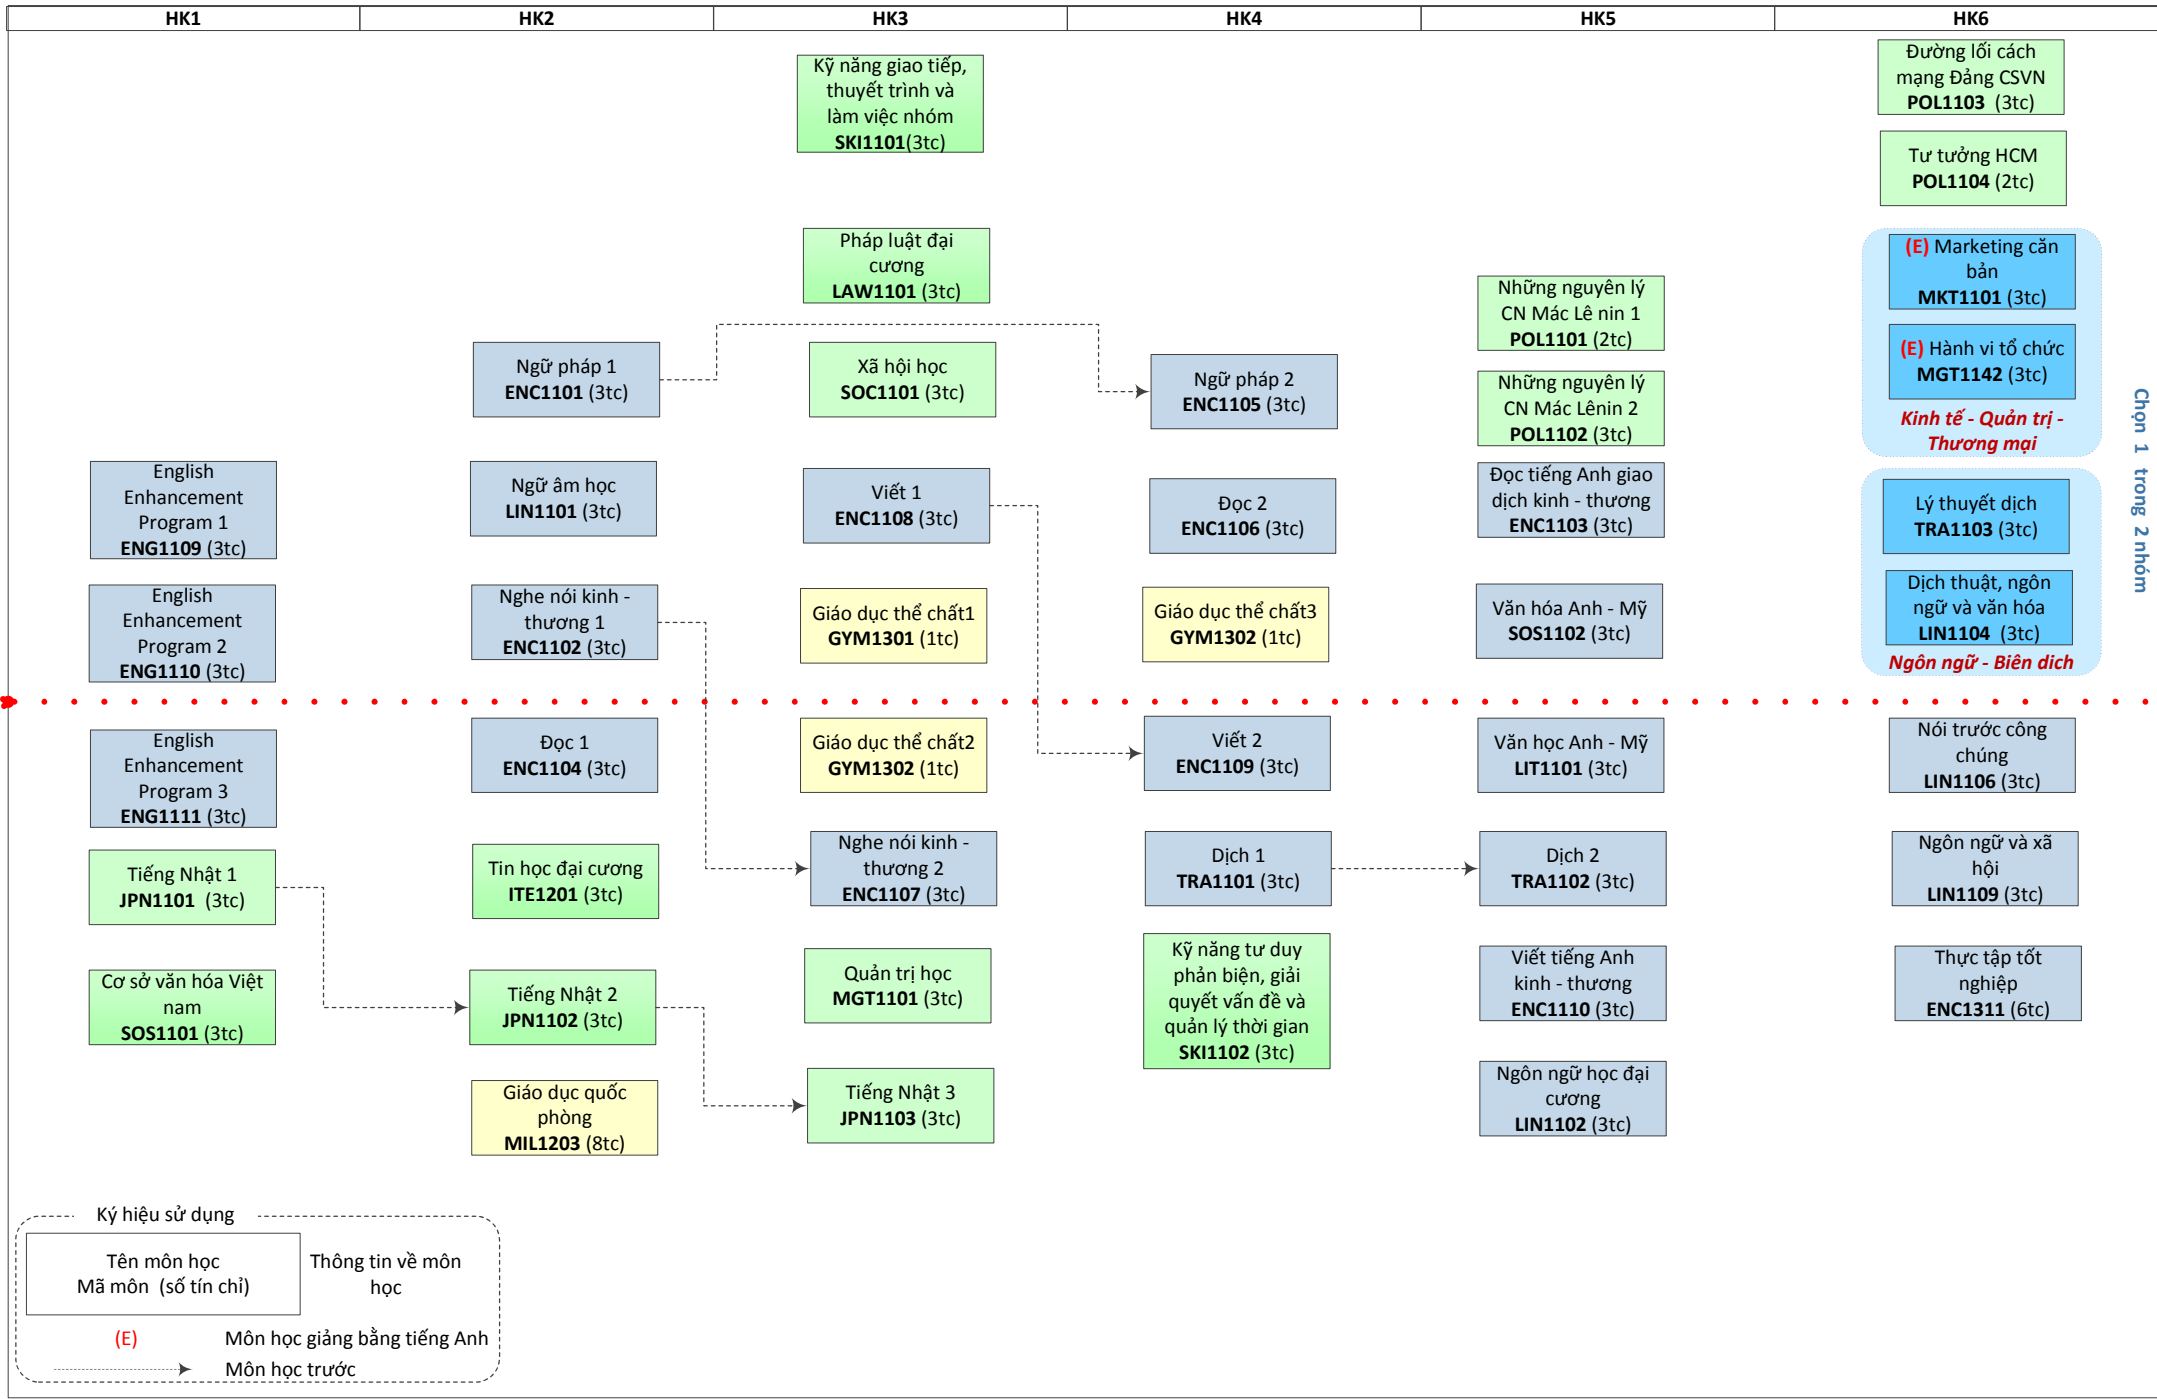 HK1
HK2
HK3
HK4
HK5
HK6
English
Enhancement
Program 1
ENG1109 (3tc)
English
Enhancement
Program 2
ENG1110 (3tc)
English
Enhancement
Program 3
ENG1111 (3tc)
Tiếng Nhật 1
JPN1101 (3tc)
Cơ sở văn hóa Việt
nam
SOS1101 (3tc)
Ngữ pháp 1
ENC1101 (3tc)
Ngữ âm học
LIN1101 (3tc)
Nghe nói kinh -
thương 1
ENC1102 (3tc)
Đọc 1
ENC1104 (3tc)
Tin học đại cương
ITE1201 (3tc)
Tiếng Nhật 2
JPN1102 (3tc)
Giáo dục quốc
phòng
MIL1203 (8tc)
Kỹ năng giao tiếp,
thuyết trình và
làm việc nhóm
SKI1101(3tc)
Pháp luật đại
cương
LAW1101 (3tc)
Xã hội học
SOC1101 (3tc)
Viết 1
ENC1108 (3tc)
Giáo dục thể chất1
GYM1301 (1tc)
Giáo dục thể chất2
GYM1302 (1tc)
Nghe nói kinh -
thương 2
ENC1107 (3tc)
Quản trị học
MGT1101 (3tc)
Tiếng Nhật 3
JPN1103 (3tc)
Ngữ pháp 2
ENC1105 (3tc)
Đọc 2
ENC1106 (3tc)
Giáo dục thể chất3
GYM1302 (1tc)
Viết 2
ENC1109 (3tc)
Dịch 1
TRA1101 (3tc)
Kỹ năng tư duy
phản biện, giải
quyết vấn đề và
quản lý thời gian
SKI1102 (3tc)
Những nguyên lý
CN Mác Lê nin 1
POL1101 (2tc)
Những nguyên lý
CN Mác Lênin 2
POL1102 (3tc)
Đọc tiếng Anh giao
dịch kinh - thương
ENC1103 (3tc)
Văn hóa Anh - Mỹ
SOS1102 (3tc)
Văn học Anh - Mỹ
LIT1101 (3tc)
Dịch 2
TRA1102 (3tc)
Viết tiếng Anh
kinh - thương
ENC1110 (3tc)
Ngôn ngữ học đại
cương
LIN1102 (3tc)
Đường lối cách
mạng Đảng CSVN
POL1103 (3tc)
Tư tưởng HCM
POL1104 (2tc)
(E) Marketing căn
bản
MKT1101 (3tc)
(E) Hành vi tổ chức
MGT1142 (3tc)
Kinh tế - Quản trị -
Thương mại
Lý thuyết dịch
TRA1103 (3tc)
Dịch thuật, ngôn
ngữ và văn hóa
LIN1104 (3tc)
Ngôn ngữ - Biên dich
Chọn 1 trong 2 nhóm
Nói trước công
chúng
LIN1106 (3tc)
Ngôn ngữ và xã
hội
LIN1109 (3tc)
Thực tập tốt
nghiệp
ENC1311 (6tc)
Ký hiệu sử dụng
Tên môn học
Mã môn (số tín chỉ)
Thông tin về môn
học
(E) Môn học giảng bằng tiếng Anh
Môn học trước